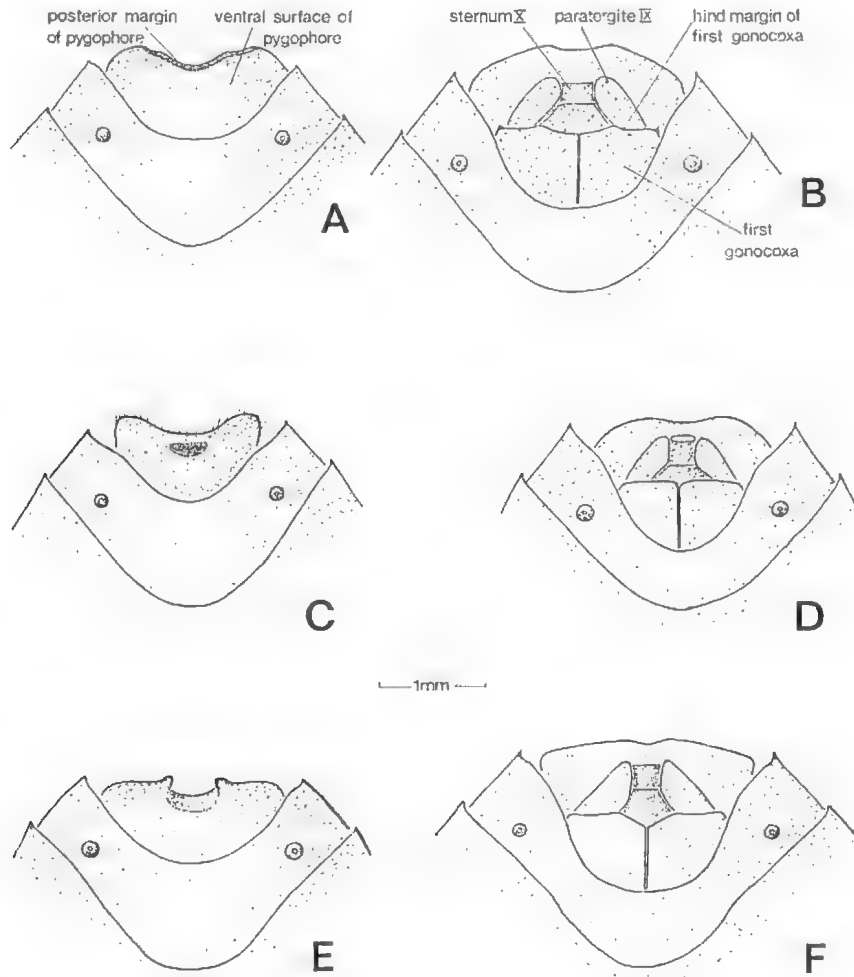 posterior margin
of pygophore
ventral surface of
pygophore
sternum X
paratergite IX
hind margin of
first gonocoxa
A
B
first
gonocoxa
C
D
1mm
E
F